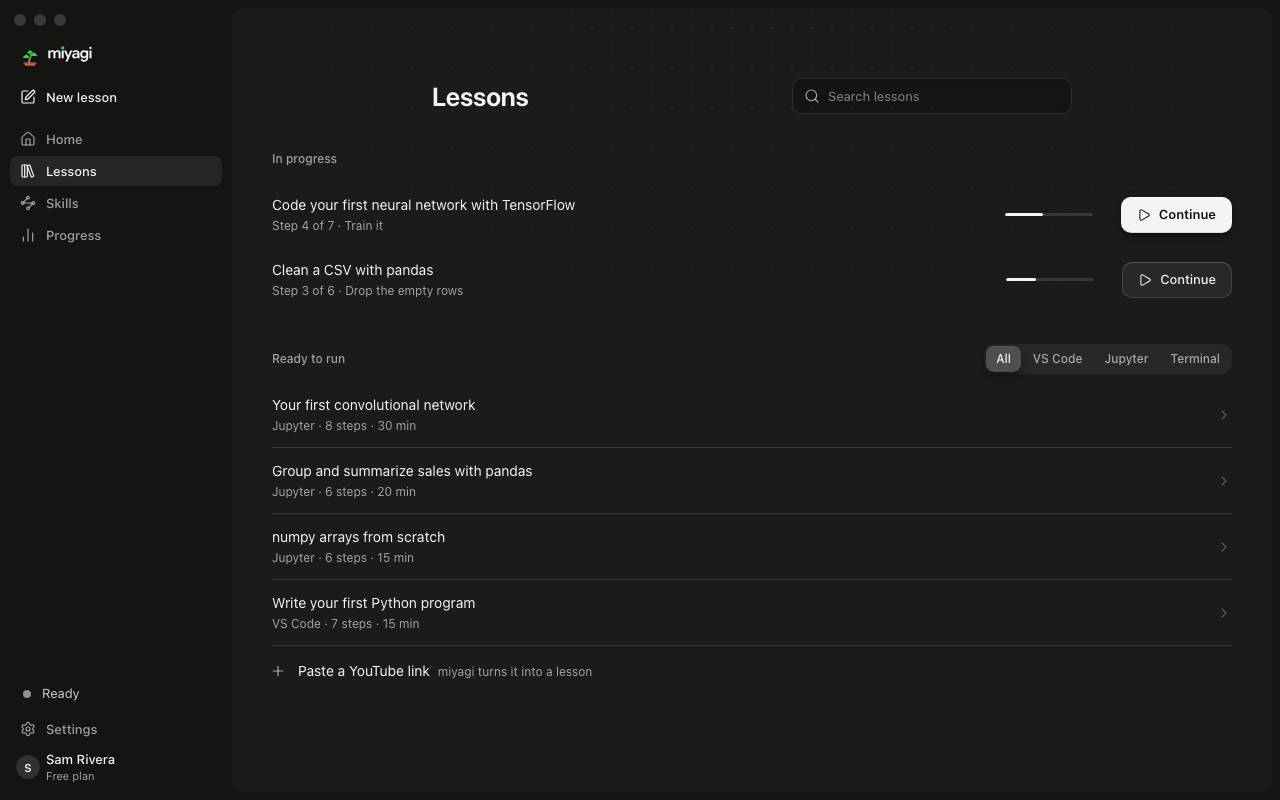 miyagi
New lesson
Home
Lessons
Skills
Progress
Ready
Settings
S
Sam Rivera
Free plan
Lessons
Search lessons
In progress
Code your first neural network with TensorFlow
Step 4 of 7 · Train it
Continue
Clean a CSV with pandas
Step 3 of 6 · Drop the empty rows
Continue
Ready to run
All VS Code Jupyter Terminal
Your first convolutional network
Jupyter · 8 steps · 30 min
Group and summarize sales with pandas
Jupyter · 6 steps · 20 min
numpy arrays from scratch
Jupyter · 6 steps · 15 min
Write your first Python program
VS Code · 7 steps · 15 min
Paste a YouTube link miyagi turns it into a lesson